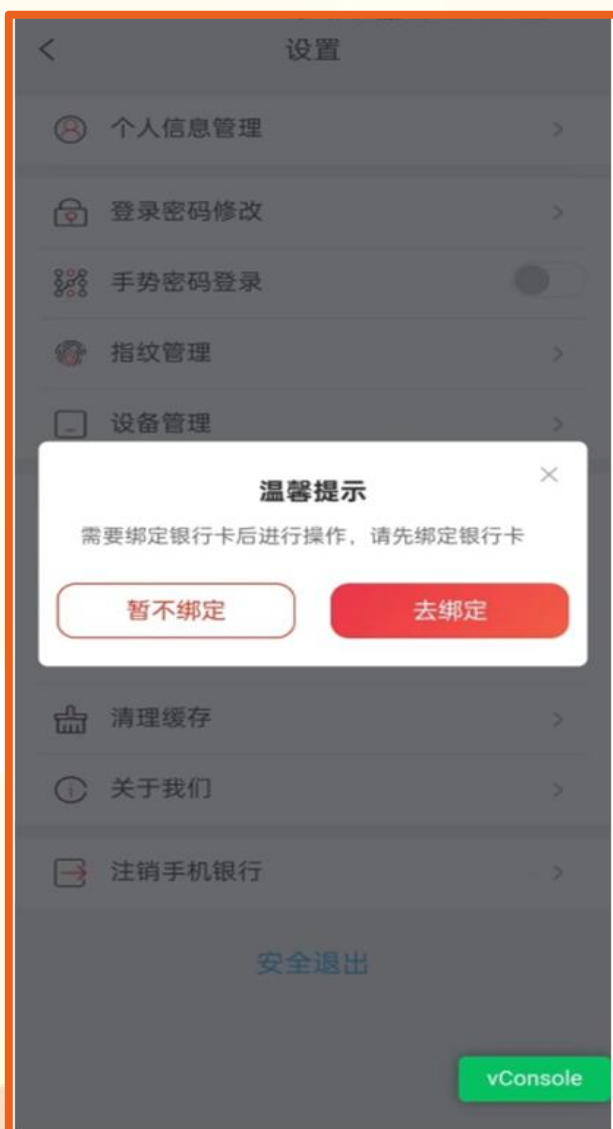 设置
个人信息管理
登录密码修改
手势密码登录
指纹管理
设备管理
温馨提示
需要绑定银行卡后进行操作，请先绑定银行卡
暂不绑定
去绑定
清理缓存
关于我们
注销手机银行
安全退出
vConsole